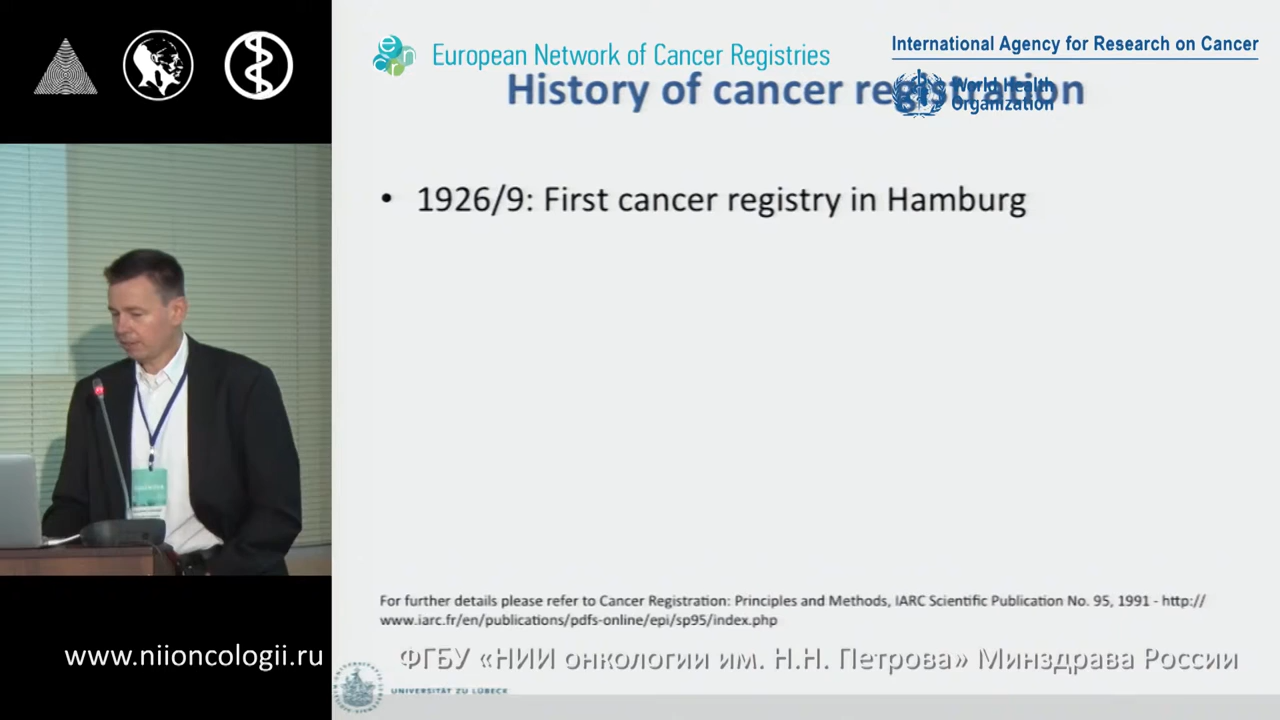 European Network of Cancer Registries
International Agency for Research on Cancer
World Health
Organization
History of cancer registration
• 1926/9: First cancer registry in Hamburg
For further details please refer to Cancer Registration: Principles and Methods, IARC Scientific Publication No. 95, 1991 - http://
www.iarc.fr/en/publications/pdfs-online/epi/sp95/index.php
www.niioncologii.ru
ФГБУ «НИИ онкологии им. Н.Н. Петрова» Минздрава России
UNIVERSITÄT ZU LÜBECK